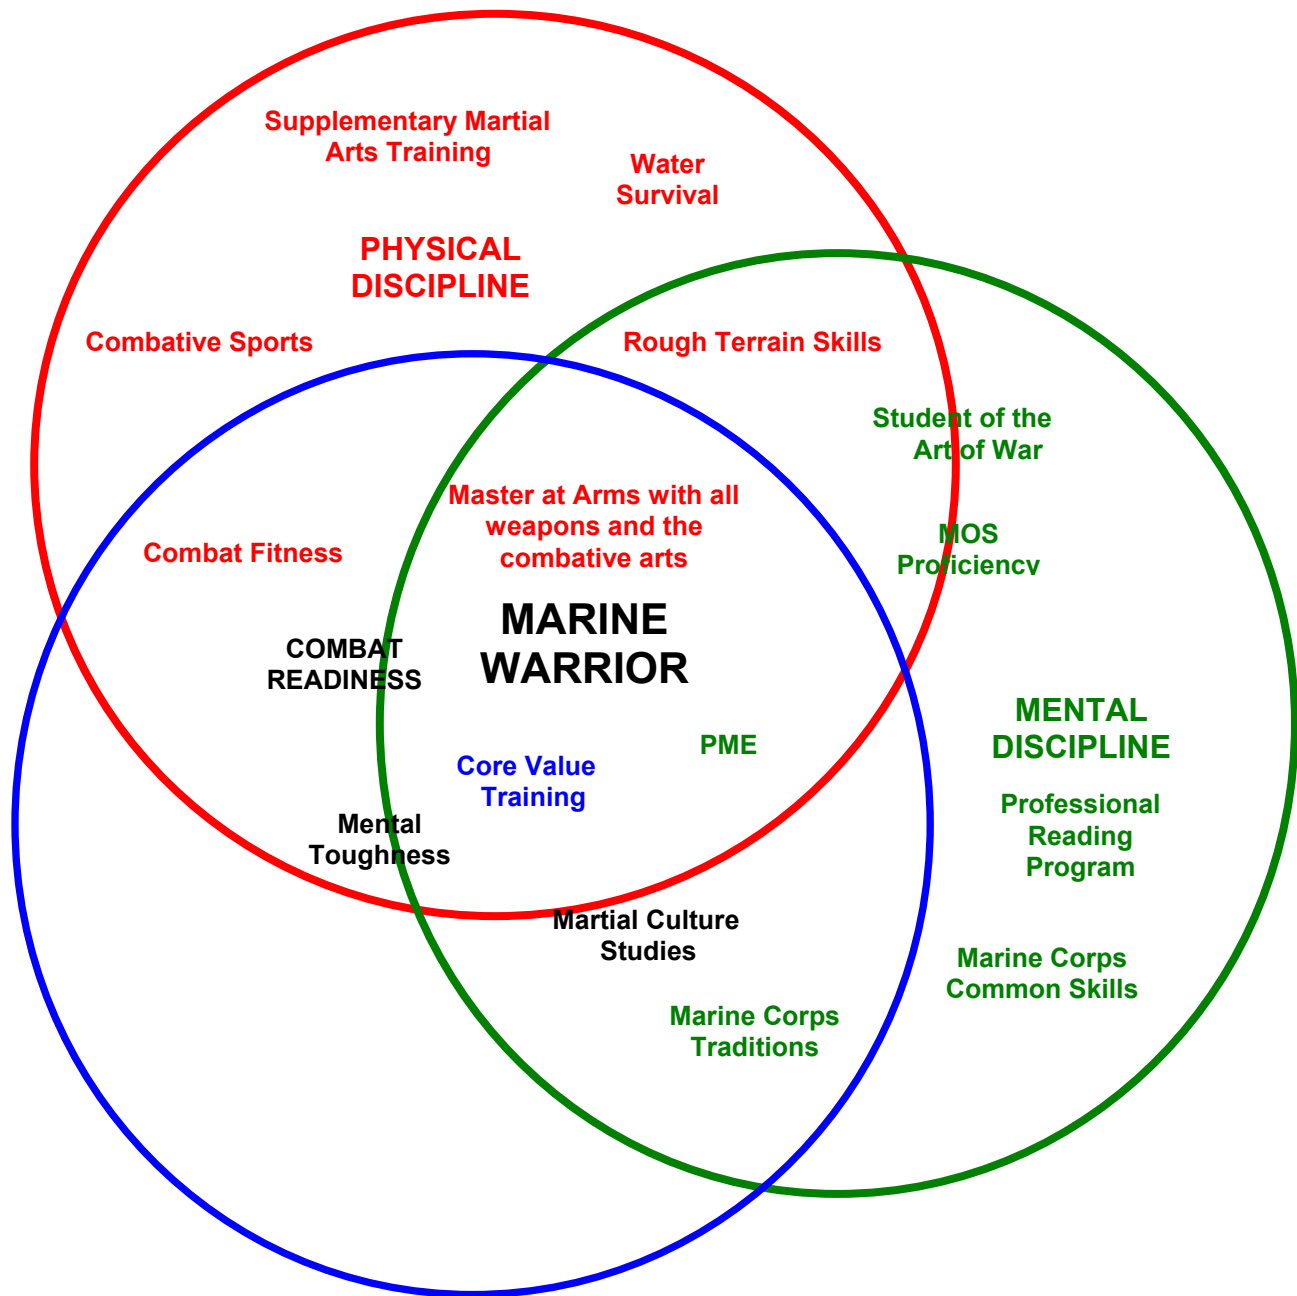 Supplementary Martial
Arts Training
Water
Survival
PHYSICAL
DISCIPLINE
Combative Sports
Rough Terrain Skills
Student of the
Art of War
Master at Arms with all
weapons and the
combative arts
Combat Fitness
MOS
Proficiency
MARINE
WARRIOR
COMBAT
READINESS
MENTAL
DISCIPLINE
PME
Core Value
Training
Professional
Reading
Program
Mental
Toughness
Martial Culture
Studies
Marine Corps
Common Skills
Marine Corps
Traditions